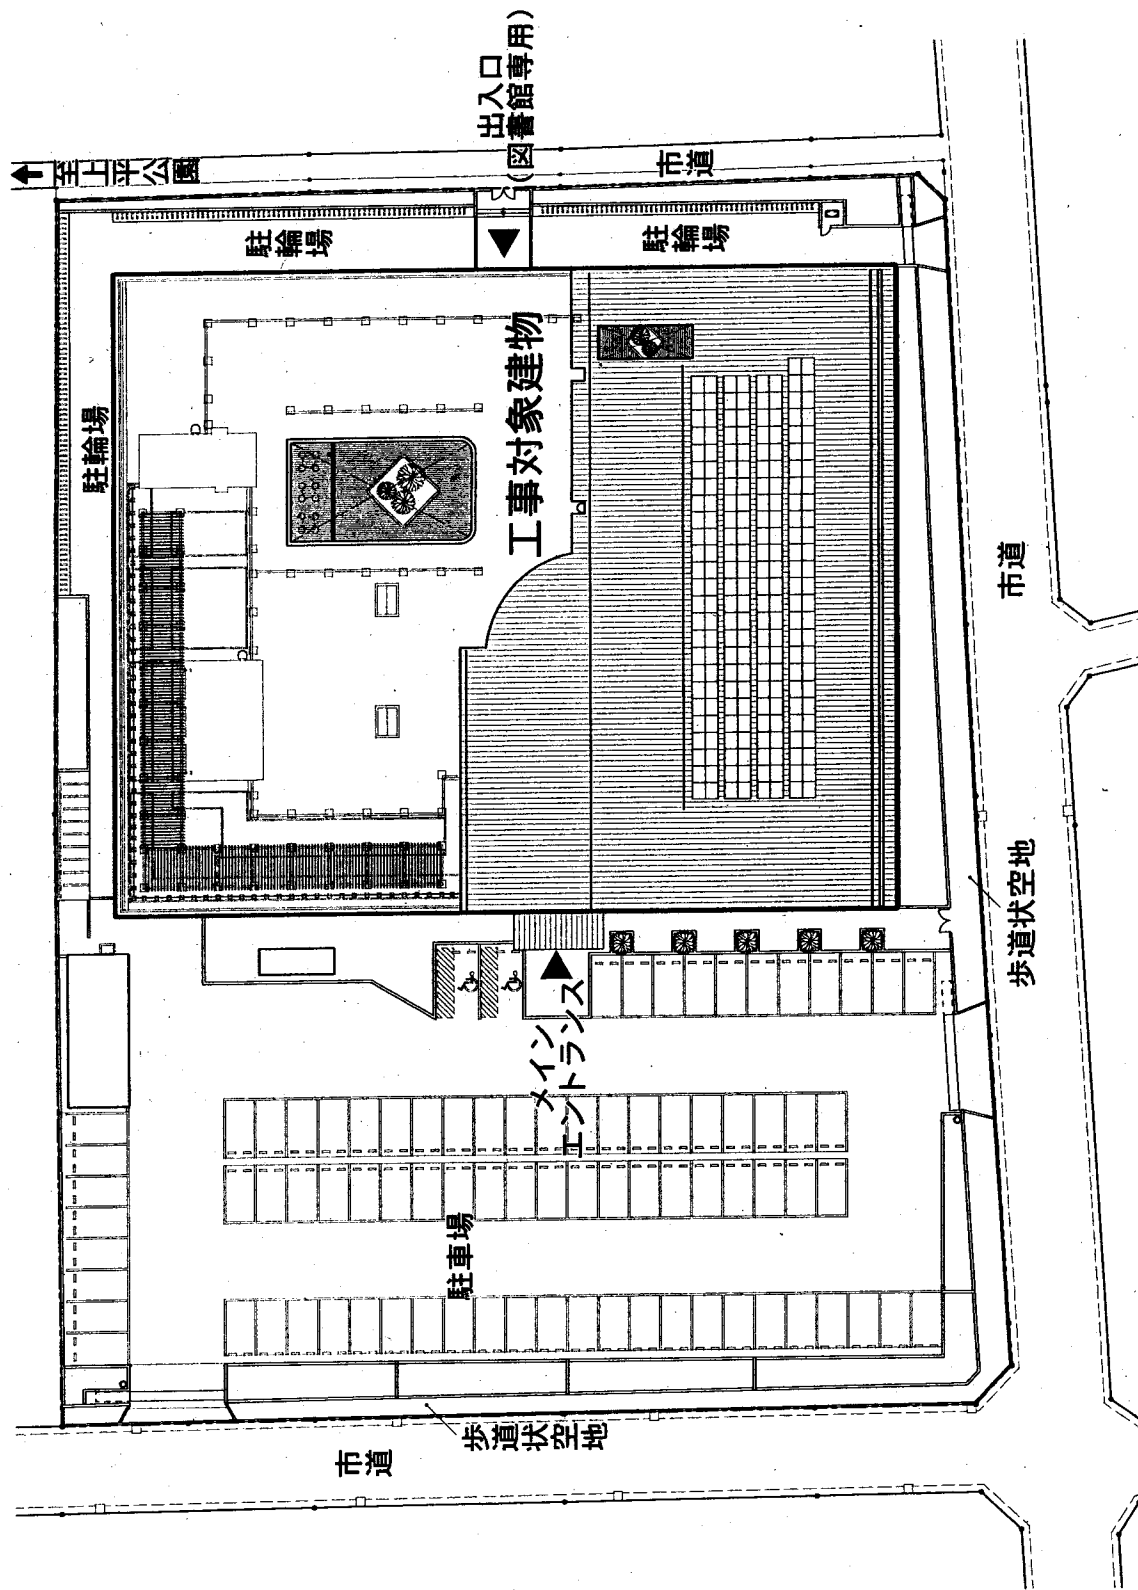 至上平公園
出入口
(図書館専用)
市道
駐輪場
駐輪場
駐輪場
工事対象建物
市道
歩道状空地
メイン
エントランス
駐車場
歩道状空地
市道